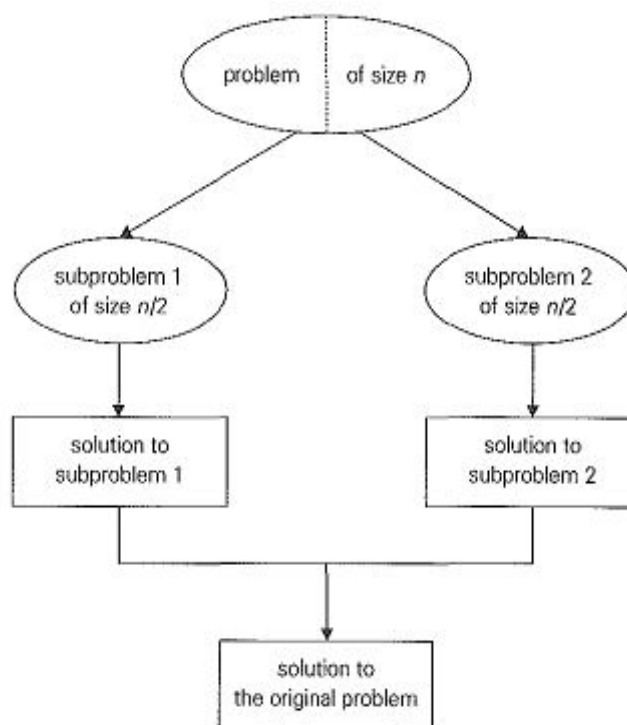 problem of size n
subproblem 1
of size n/2
subproblem 2
of size n/2
solution to
subproblem 1
solution to
subproblem 2
solution to
the original problem